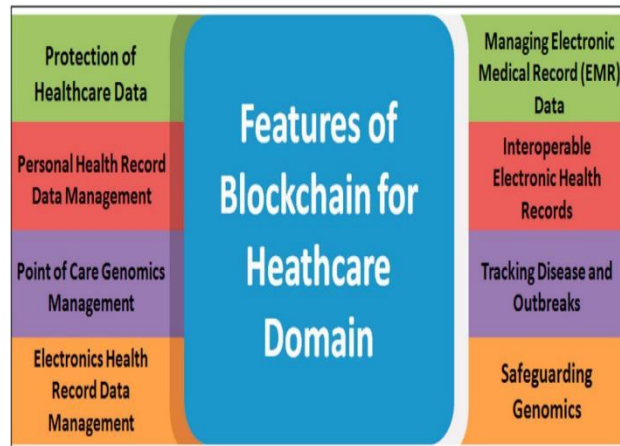 Protection of
Healthcare Data
Personal Health Record
Data Management
Point of Care Genomics
Management
Electronics Health
Record Data
Management
Features of
Blockchain for
Heathcare
Domain
Managing Electronic
Medical Record (EMR)
Data
Interoperable
Electronic Health
Records
Tracking Disease and
Outbreaks
Safeguarding
Genomics